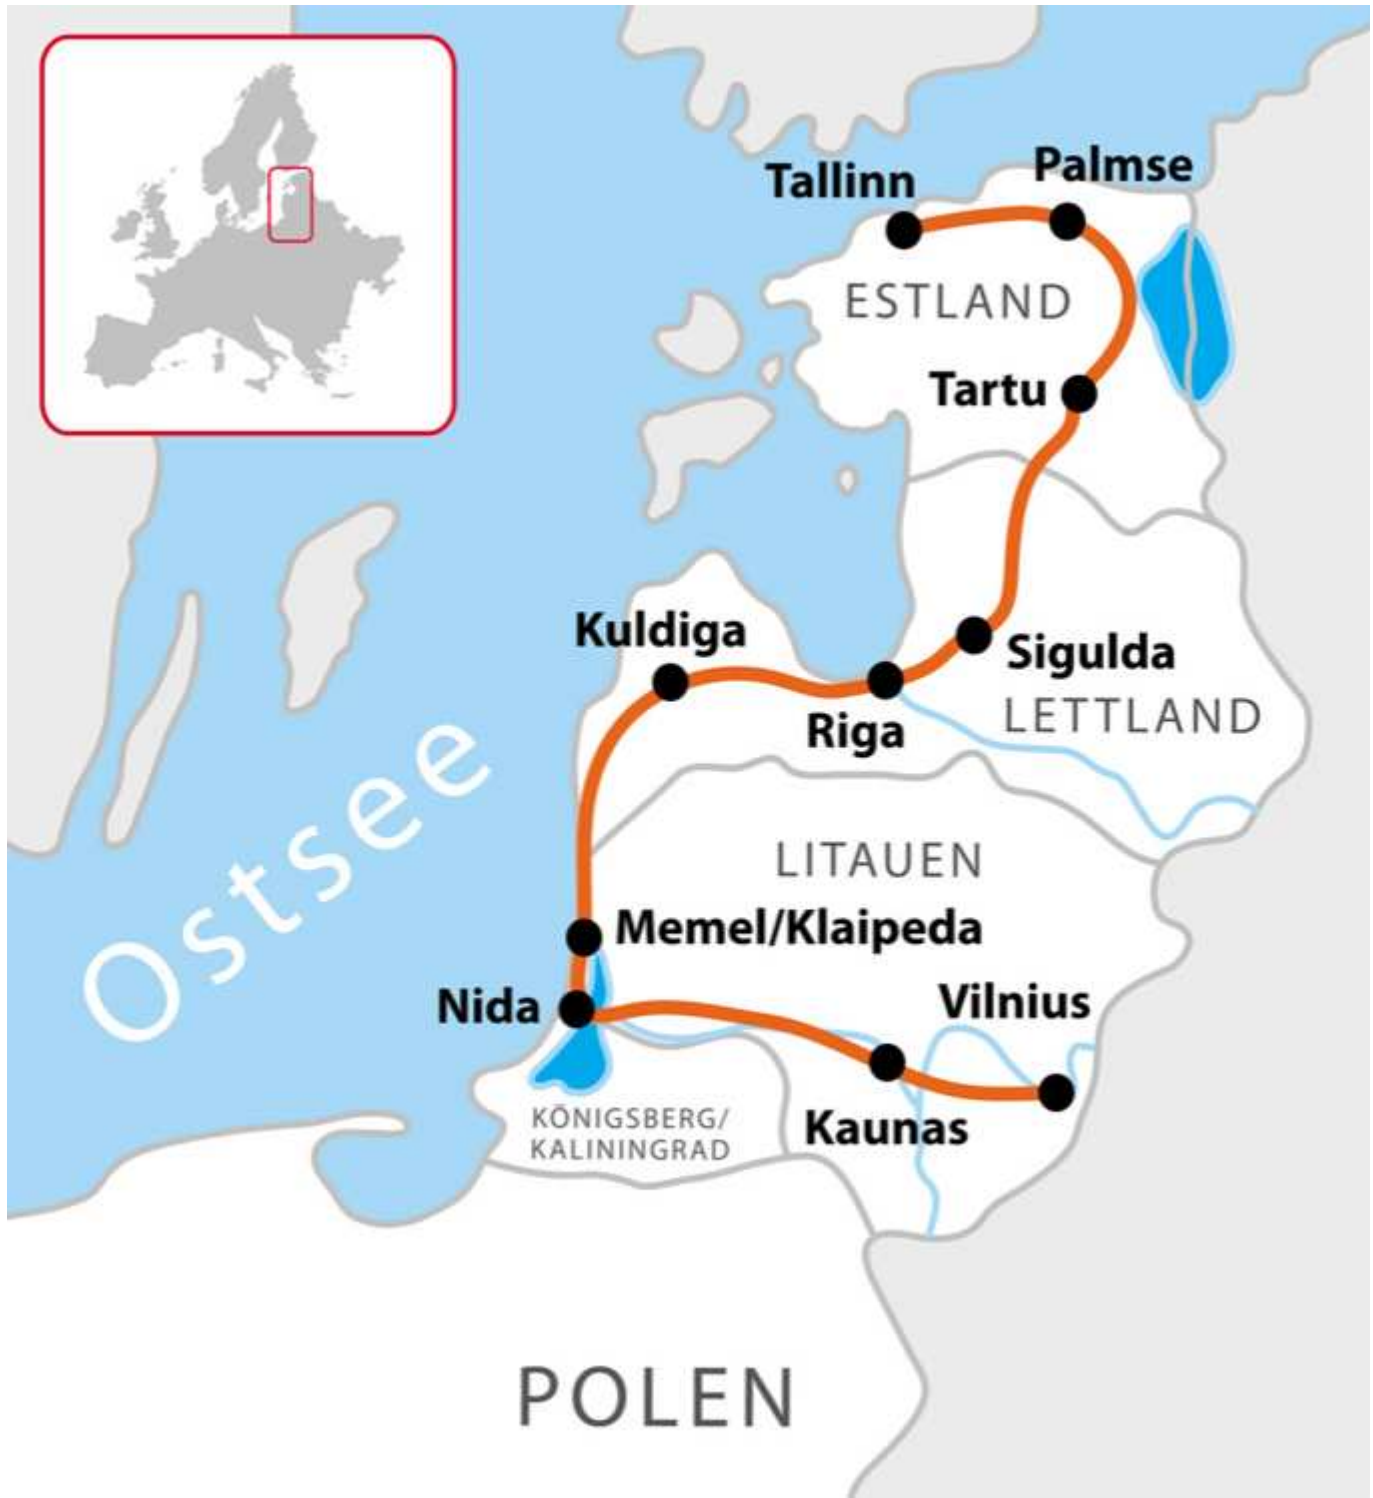 Tallinn
Palmse
ESTLAND
Tartu
Kuldiga
Sigulda
LETTLAND
Riga
Ostsee
LITAUEN
Memel/Klaipeda
Nida
Vilnius
Kaunas
KÖNIGSBERG/
KALININGRAD
POLEN